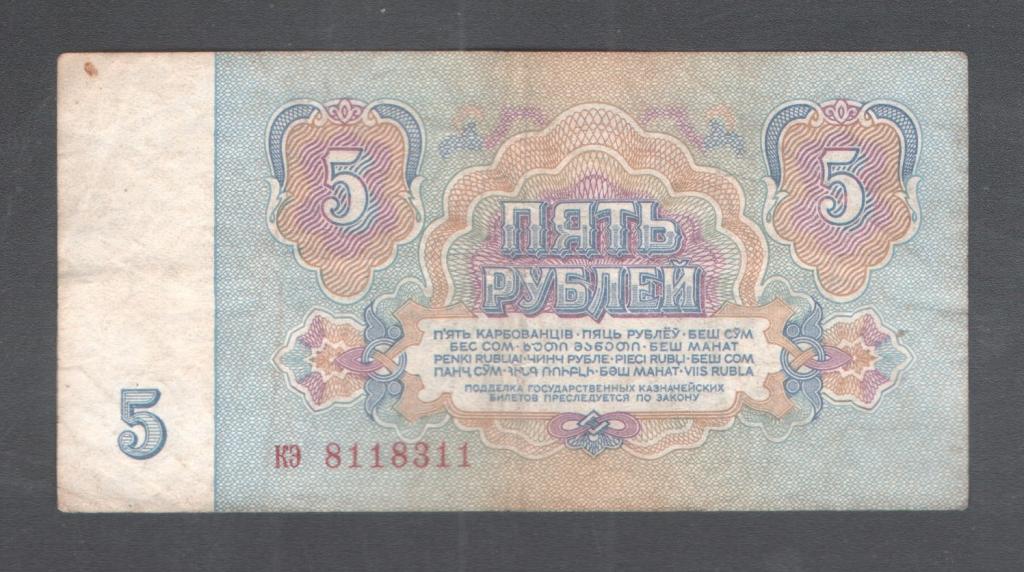 5
5
ПЯТЬ
РУБЛЕЙ
П'ЯТЬ КАРБОВАНЦІВ · ПЯЦЬ РУБЛЁЎ · БЕШ СЎМ
БЕС СОМ · ᲮᲣᲗᲘ ᲛᲐᲜᲔᲗᲘ · БЕШ МАНАТ
PENKI RUBLIAI · ЧИНЧ РУБЛЕ · PIECI RUBĻI · БЕШ СОМ
ПАНҶ СӮМ · ՀԻՆԳ ՌՈՒԲԼԻ · БӘШ МАНАТ · VIIS RUBLA
ПОДДЕЛКА ГОСУДАРСТВЕННЫХ КАЗНАЧЕЙСКИХ
БИЛЕТОВ ПРЕСЛЕДУЕТСЯ ПО ЗАКОНУ
5
кэ 8118311